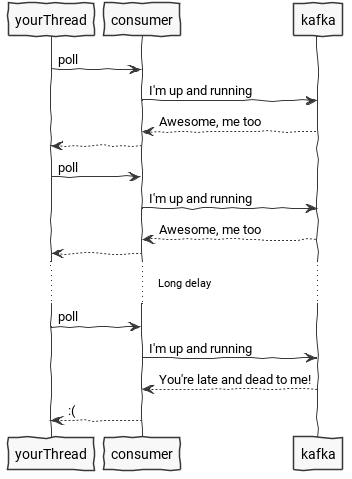 yourThread consumer kafka
poll
I'm up and running
Awesome, me too
poll
I'm up and running
Awesome, me too
Long delay
poll
I'm up and running
You're late and dead to me!
:(
yourThread consumer kafka